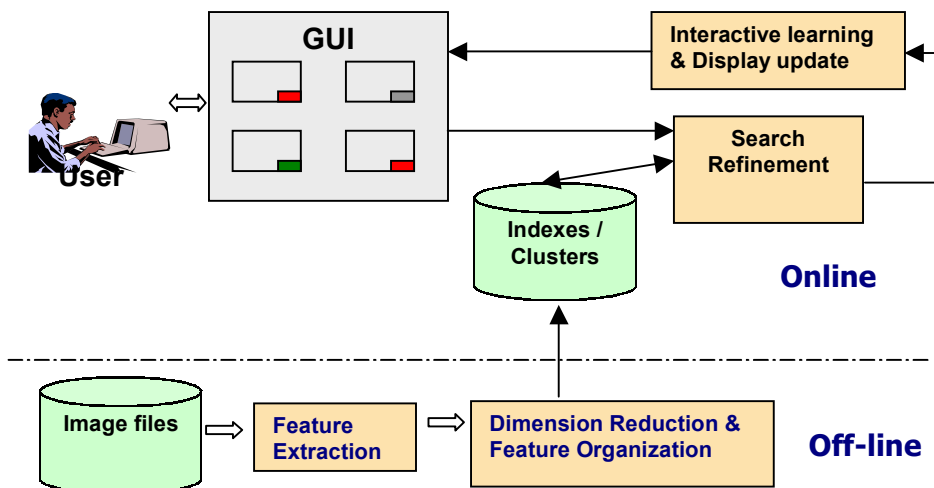 GUI
Interactive learning
& Display update
User
Search
Refinement
Indexes /
Clusters
Online
Image files
Feature
Extraction
Dimension Reduction &
Feature Organization
Off-line